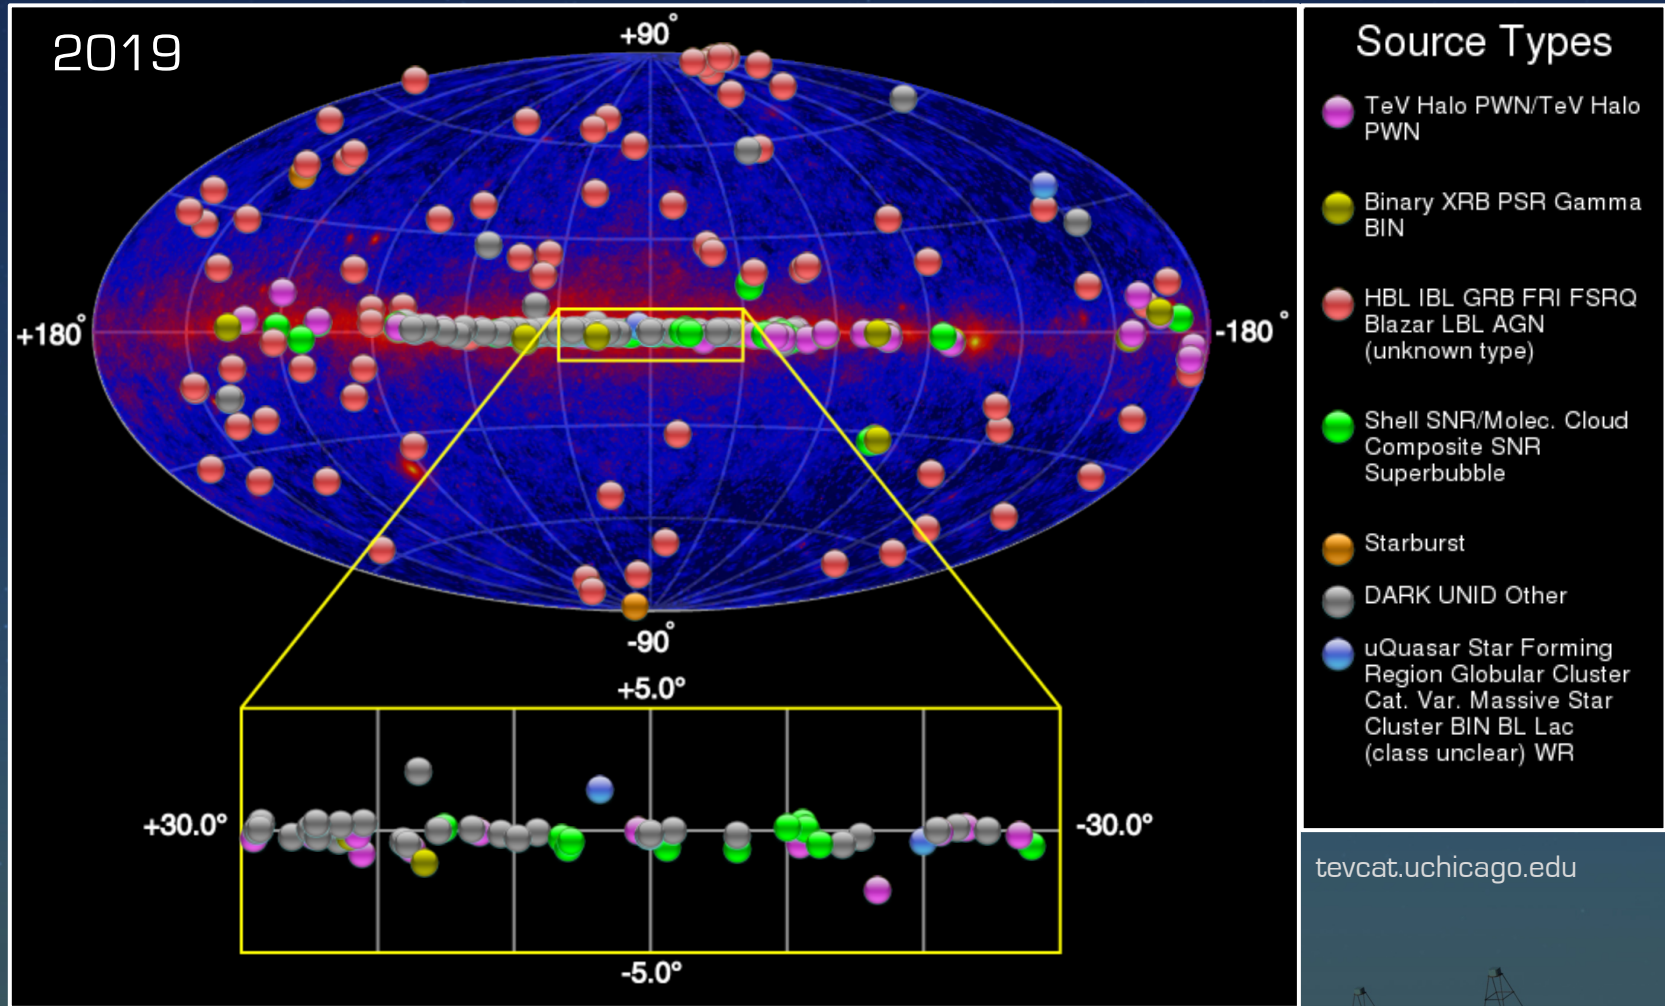 2019
+90°
+180°
-180°
-90°
+5.0°
+30.0°
-30.0°
-5.0°
Source Types
TeV Halo PWN/TeV Halo
PWN
Binary XRB PSR Gamma
BIN
HBL IBL GRB FRI FSRQ
Blazar LBL AGN
(unknown type)
Shell SNR/Molec. Cloud
Composite SNR
Superbubble
Starburst
DARK UNID Other
uQuasar Star Forming
Region Globular Cluster
Cat. Var. Massive Star
Cluster BIN BL Lac
(class unclear) WR
tevcat.uchicago.edu